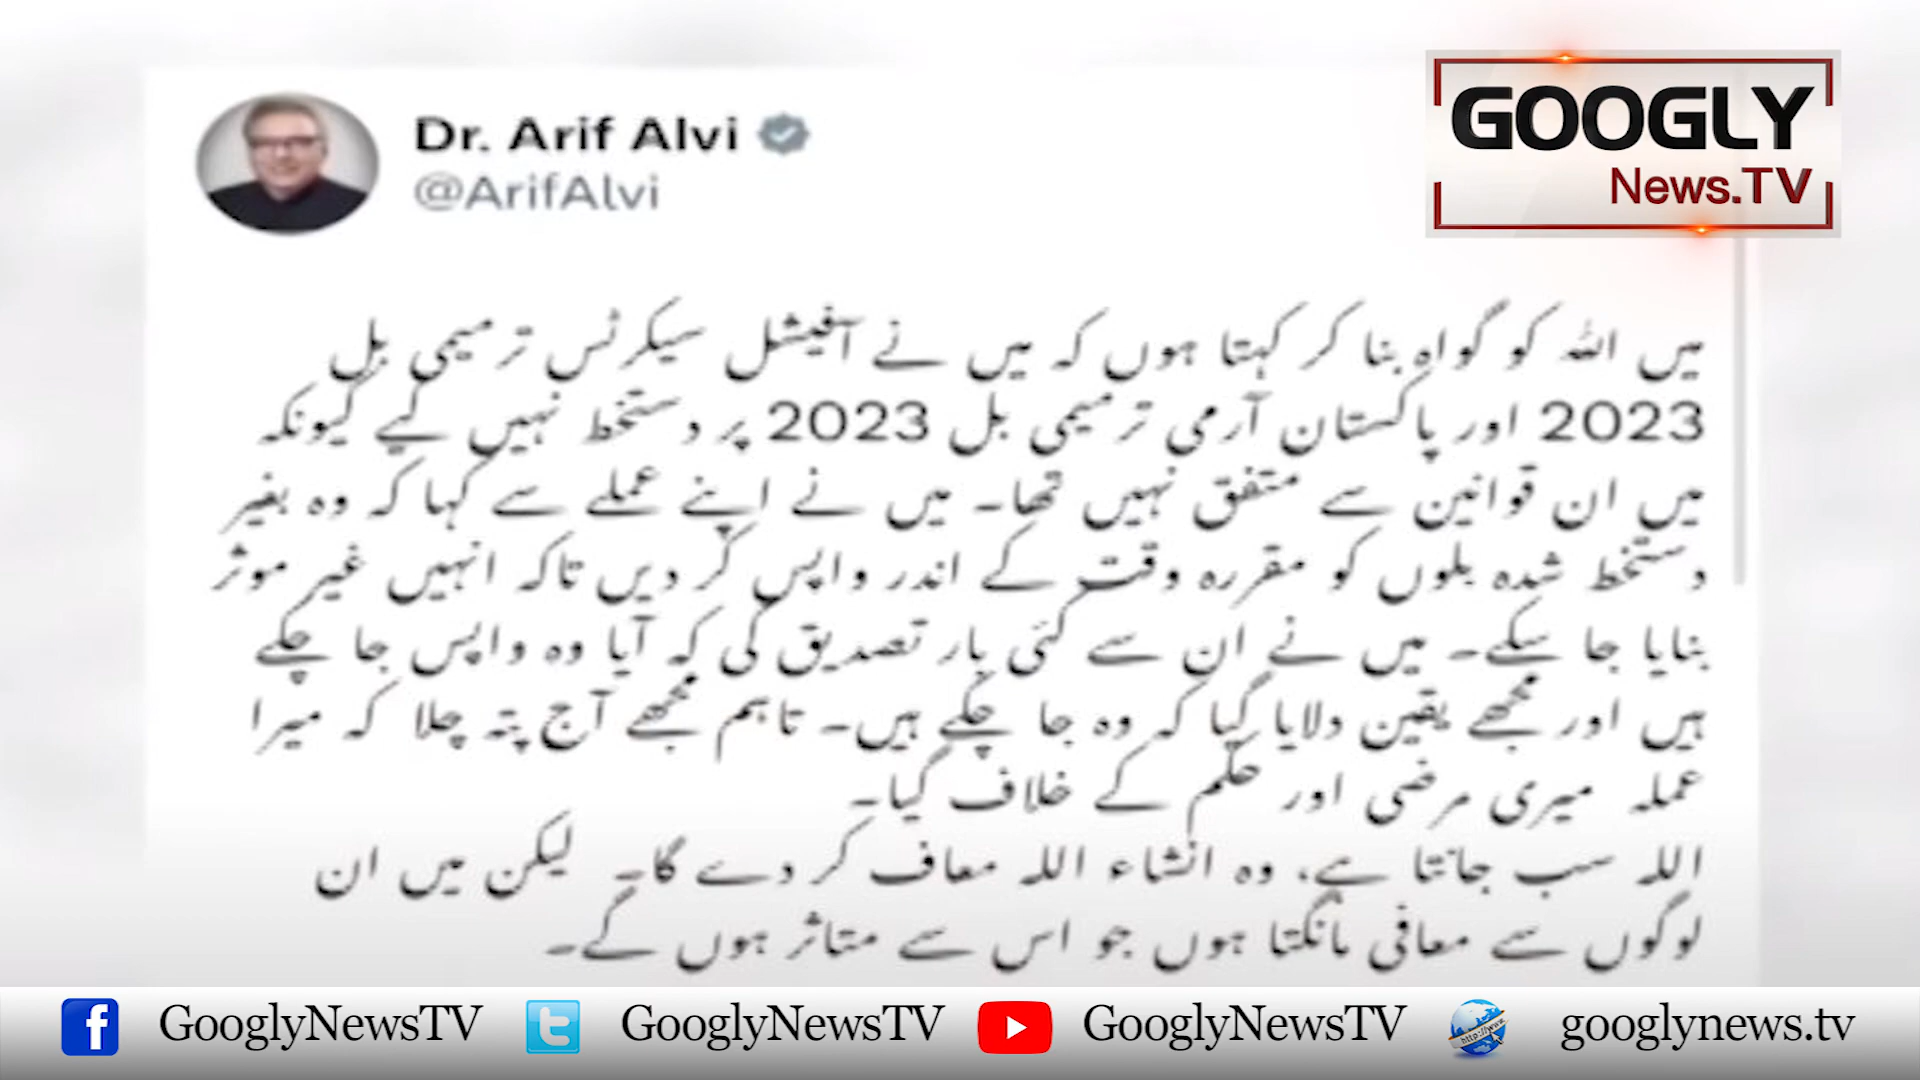 Dr. Arif Alvi
@ArifAlvi
GOOGLY
News.TV
میں اللہ کو گواہ بنا کر کہتا ہوں کہ میں نے آفیشل سیکرٹس ترمیمی بل
2023 اور پاکستان آرمی ترمیمی بل 2023 پر دستخط نہیں کیے کیونکہ
میں ان قوانین سے متفق نہیں تھا۔ میں نے اپنے عملے سے کہا کہ وہ بغیر
دستخط شدہ بلوں کو مقررہ وقت کے اندر واپس کر دیں تاکہ انہیں غیر موثر
بنایا جا سکے۔ میں نے ان سے کئی بار تصدیق کی کہ آیا وہ واپس جا چکے
ہیں اور مجھے یقین دلایا گیا کہ وہ جا چکے ہیں۔ تاہم مجھے آج پتہ چلا کہ میرا
عملہ میری مرضی اور حکم کے خلاف گیا۔
اللہ سب جانتا ہے، وہ انشاء اللہ معاف کر دے گا۔ لیکن میں ان
لوگوں سے معافی مانگتا ہوں جو اس سے متاثر ہوں گے۔
GooglyNewsTV GooglyNewsTV GooglyNewsTV googlynews.tv